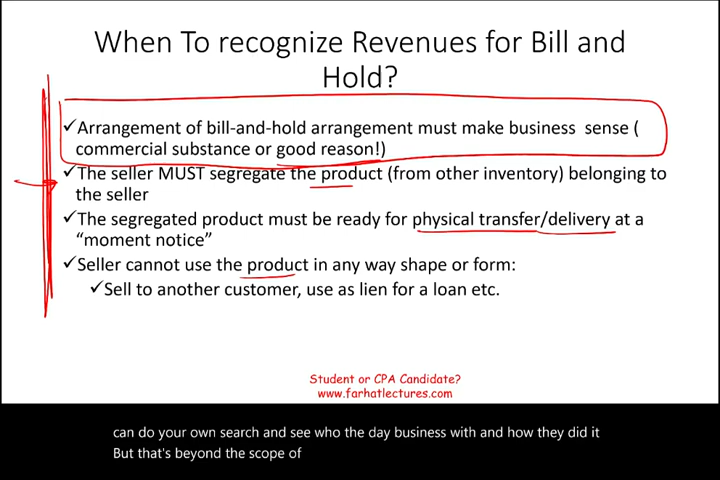 When To recognize Revenues for Bill and
Hold?
✓Arrangement of bill-and-hold arrangement must make business sense (
commercial substance or good reason!)
✓The seller MUST segregate the product (from other inventory) belonging to
the seller
✓The segregated product must be ready for physical transfer/delivery at a
“moment notice”
✓Seller cannot use the product in any way shape or form:
✓Sell to another customer, use as lien for a loan etc.
Student or CPA Candidate?
www.farhatlectures.com
can do your own search and see who the day business with and how they did it
But that's beyond the scope of